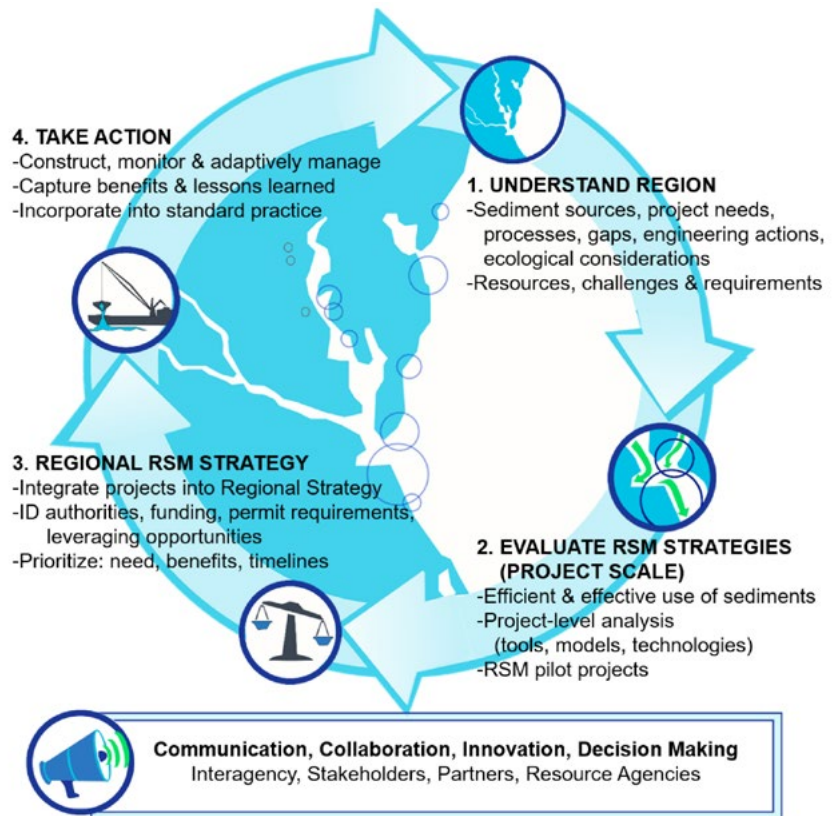 4. TAKE ACTION
-Construct, monitor & adaptively manage
-Capture benefits & lessons learned
-Incorporate into standard practice
1. UNDERSTAND REGION
-Sediment sources, project needs,
processes, gaps, engineering actions,
ecological considerations
-Resources, challenges & requirements
3. REGIONAL RSM STRATEGY
-Integrate projects into Regional Strategy
-ID authorities, funding, permit requirements,
leveraging opportunities
-Prioritize: need, benefits, timelines
2. EVALUATE RSM STRATEGIES
(PROJECT SCALE)
-Efficient & effective use of sediments
-Project-level analysis
(tools, models, technologies)
-RSM pilot projects
Communication, Collaboration, Innovation, Decision Making
Interagency, Stakeholders, Partners, Resource Agencies